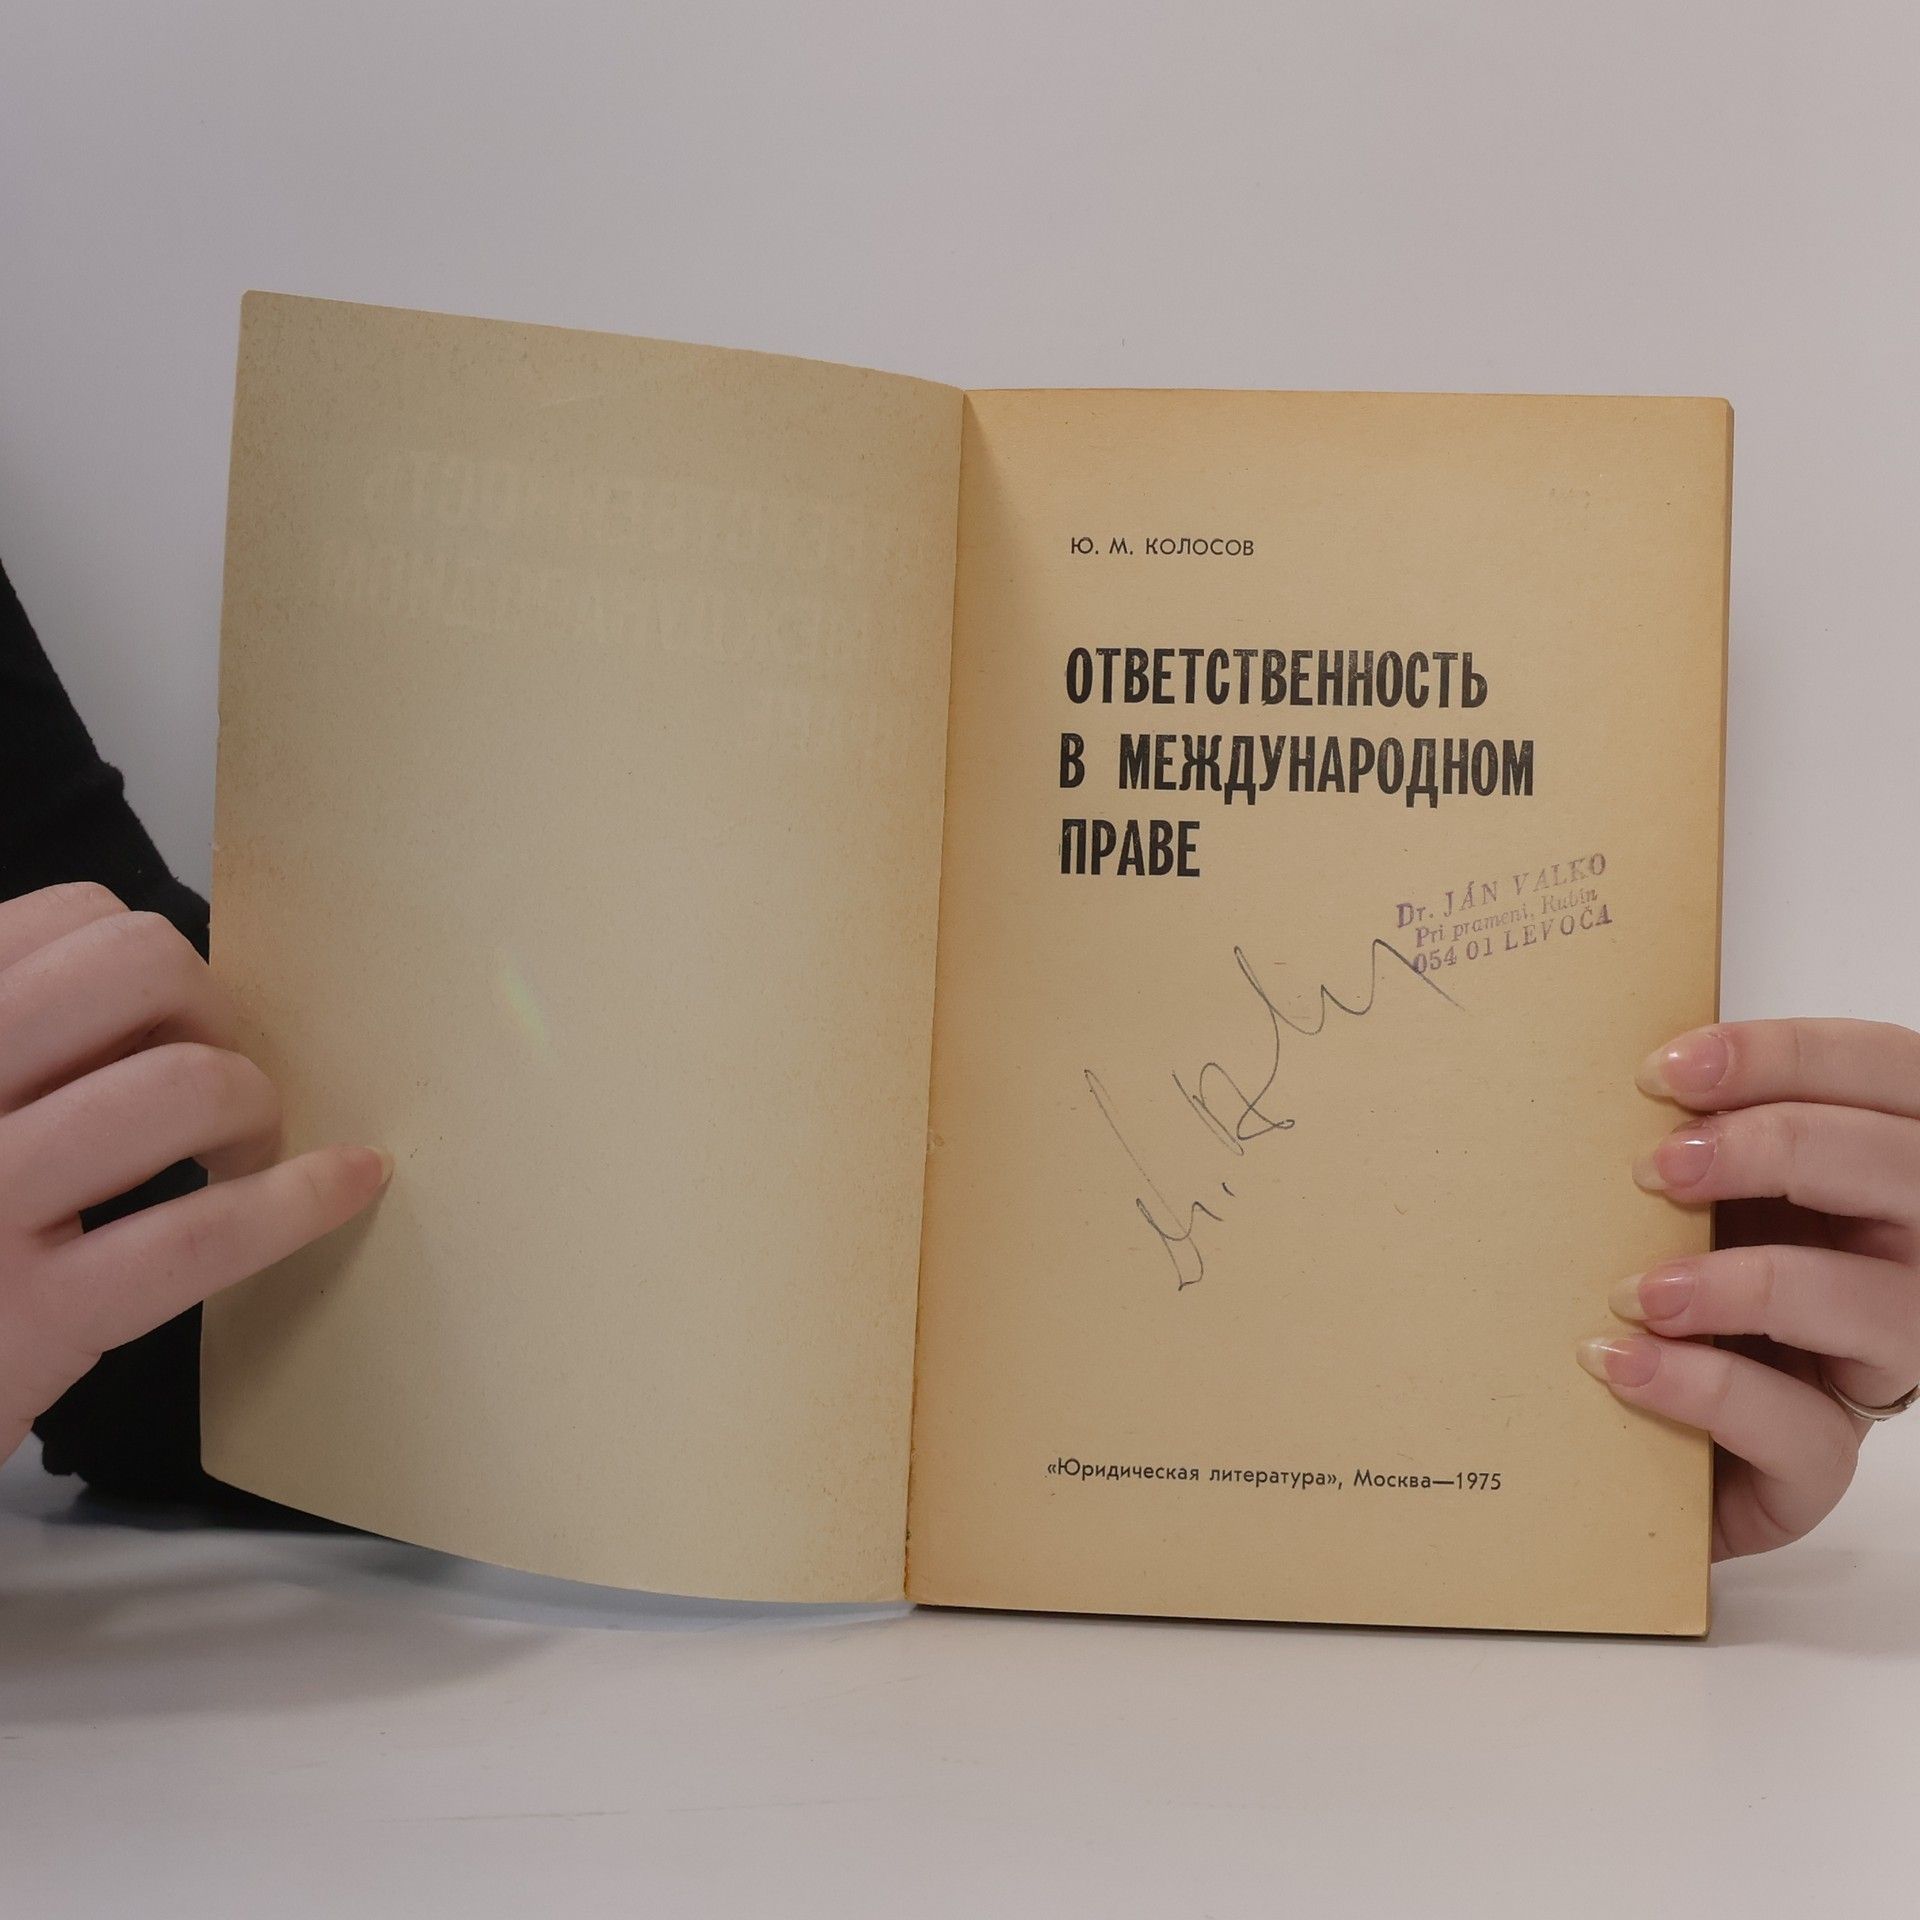 Ю. М. КОЛОСОВ
ОТВЕТСТВЕННОСТЬ
В МЕЖДУНАРОДНОМ
ПРАВЕ
Dr. JÁN VALKO
Pri prameni, Rubín
054 01 LEVOČA
«Юридическая литература», Москва—1975